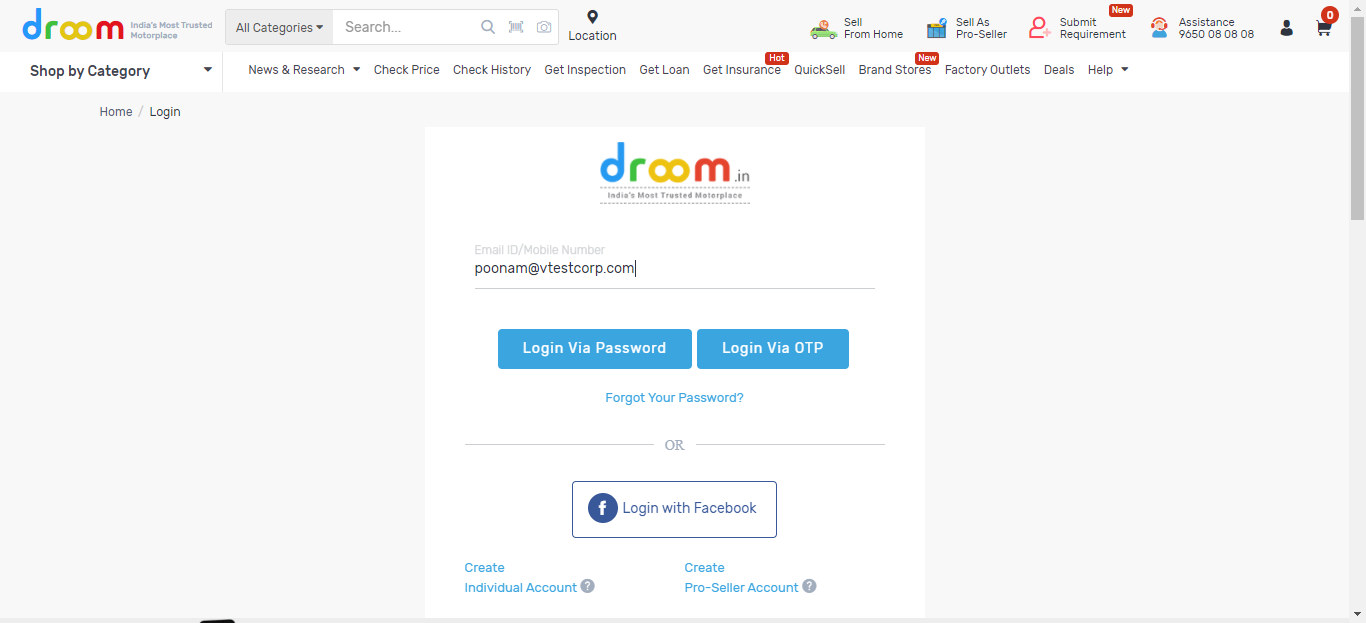 droom India's Most Trusted
Motorplace
All Categories
Search...
Location
Sell
From Home
Sell As
Pro-Seller
New
Submit
Requirement
Assistance
9650 08 08 08
0
Shop by Category
News & Research
Check Price
Check History
Get Inspection
Get Loan
Hot
Get Insurance
QuickSell
New
Brand Stores
Factory Outlets
Deals
Help
Home / Login
droom.in
India's Most Trusted Motorplace
Email ID/Mobile Number
poonam@vtestcorp.com
Login Via Password
Login Via OTP
Forgot Your Password?
OR
f Login with Facebook
Create
Individual Account ?
Create
Pro-Seller Account ?